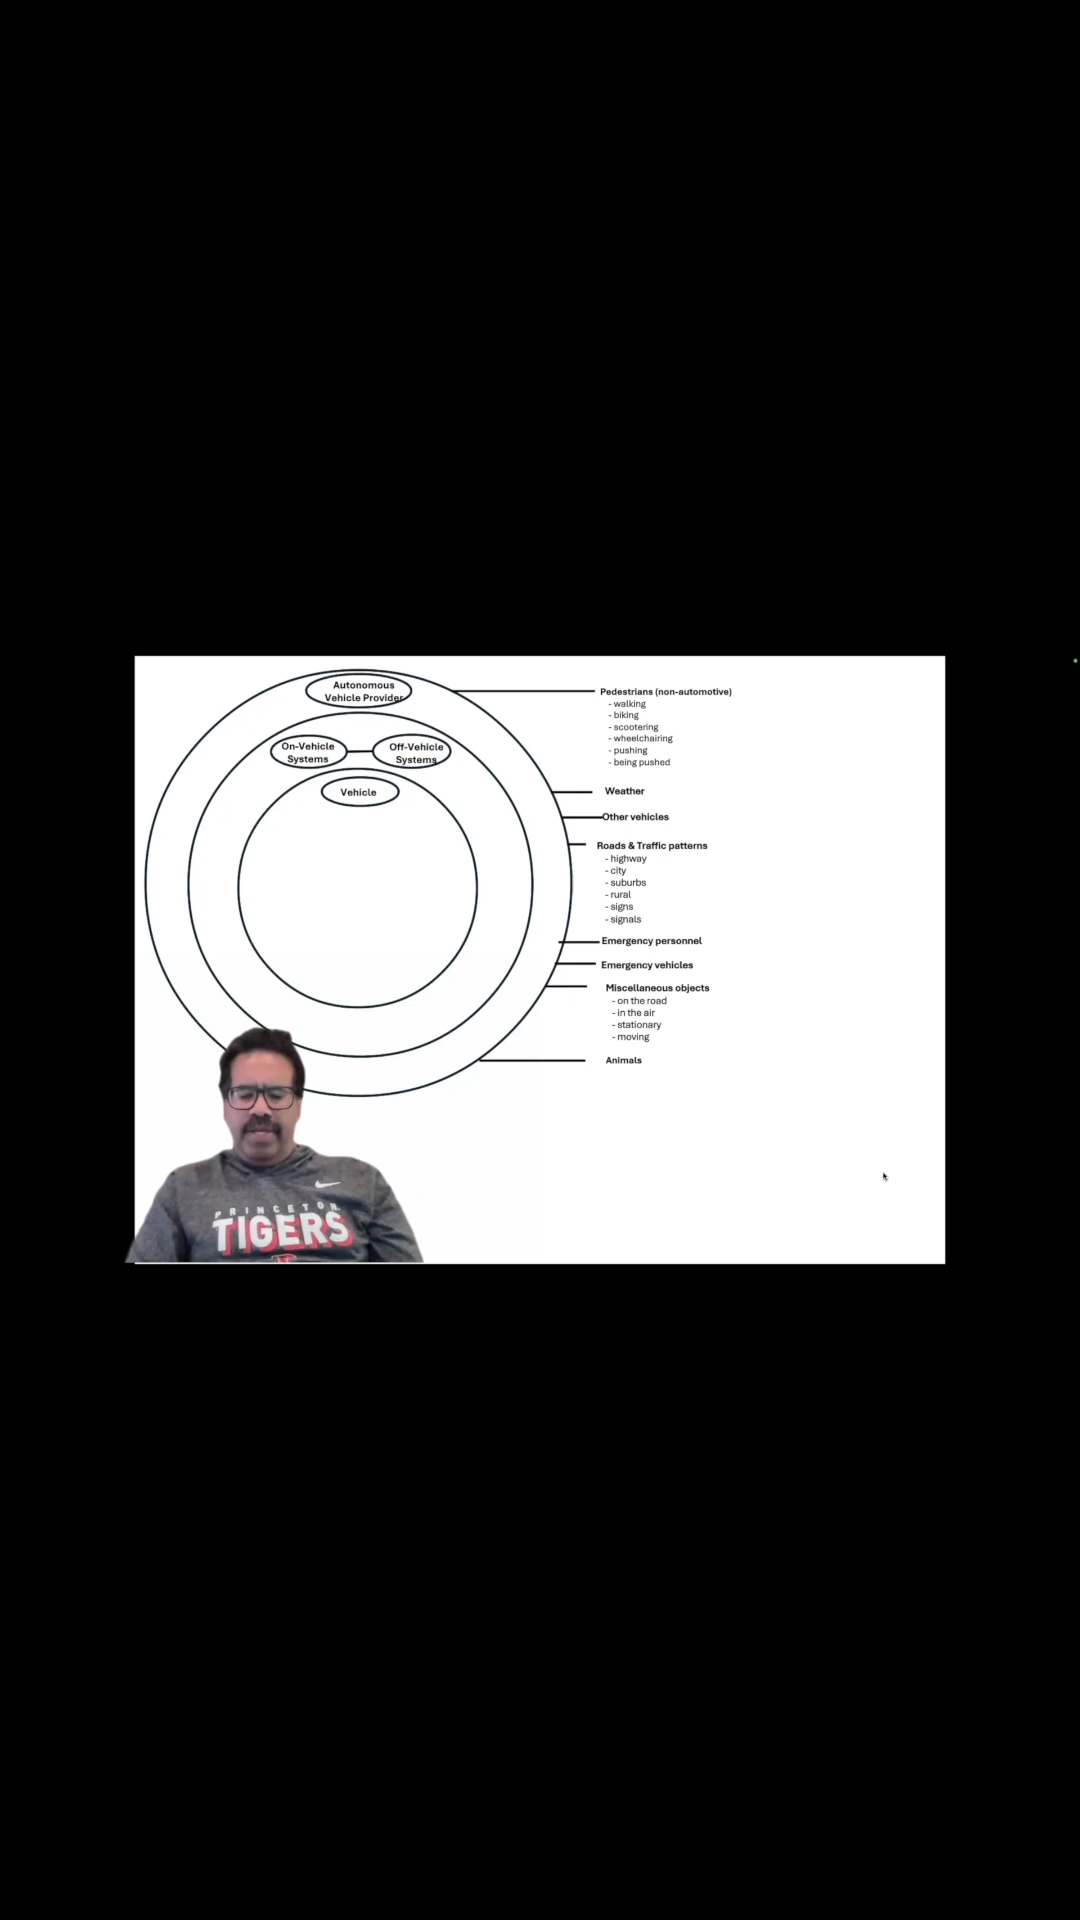 Autonomous
Vehicle Provider
On-Vehicle
Systems
Off-Vehicle
Systems
Vehicle
Pedestrians (non-automotive)
- walking
- biking
- scootering
- wheelchairing
- pushing
- being pushed
Weather
Other vehicles
Roads & Traffic patterns
- highway
- city
- suburbs
- rural
- signs
- signals
Emergency personnel
Emergency vehicles
Miscellaneous objects
- on the road
- in the air
- stationary
- moving
Animals
PRINCETON
TIGERS